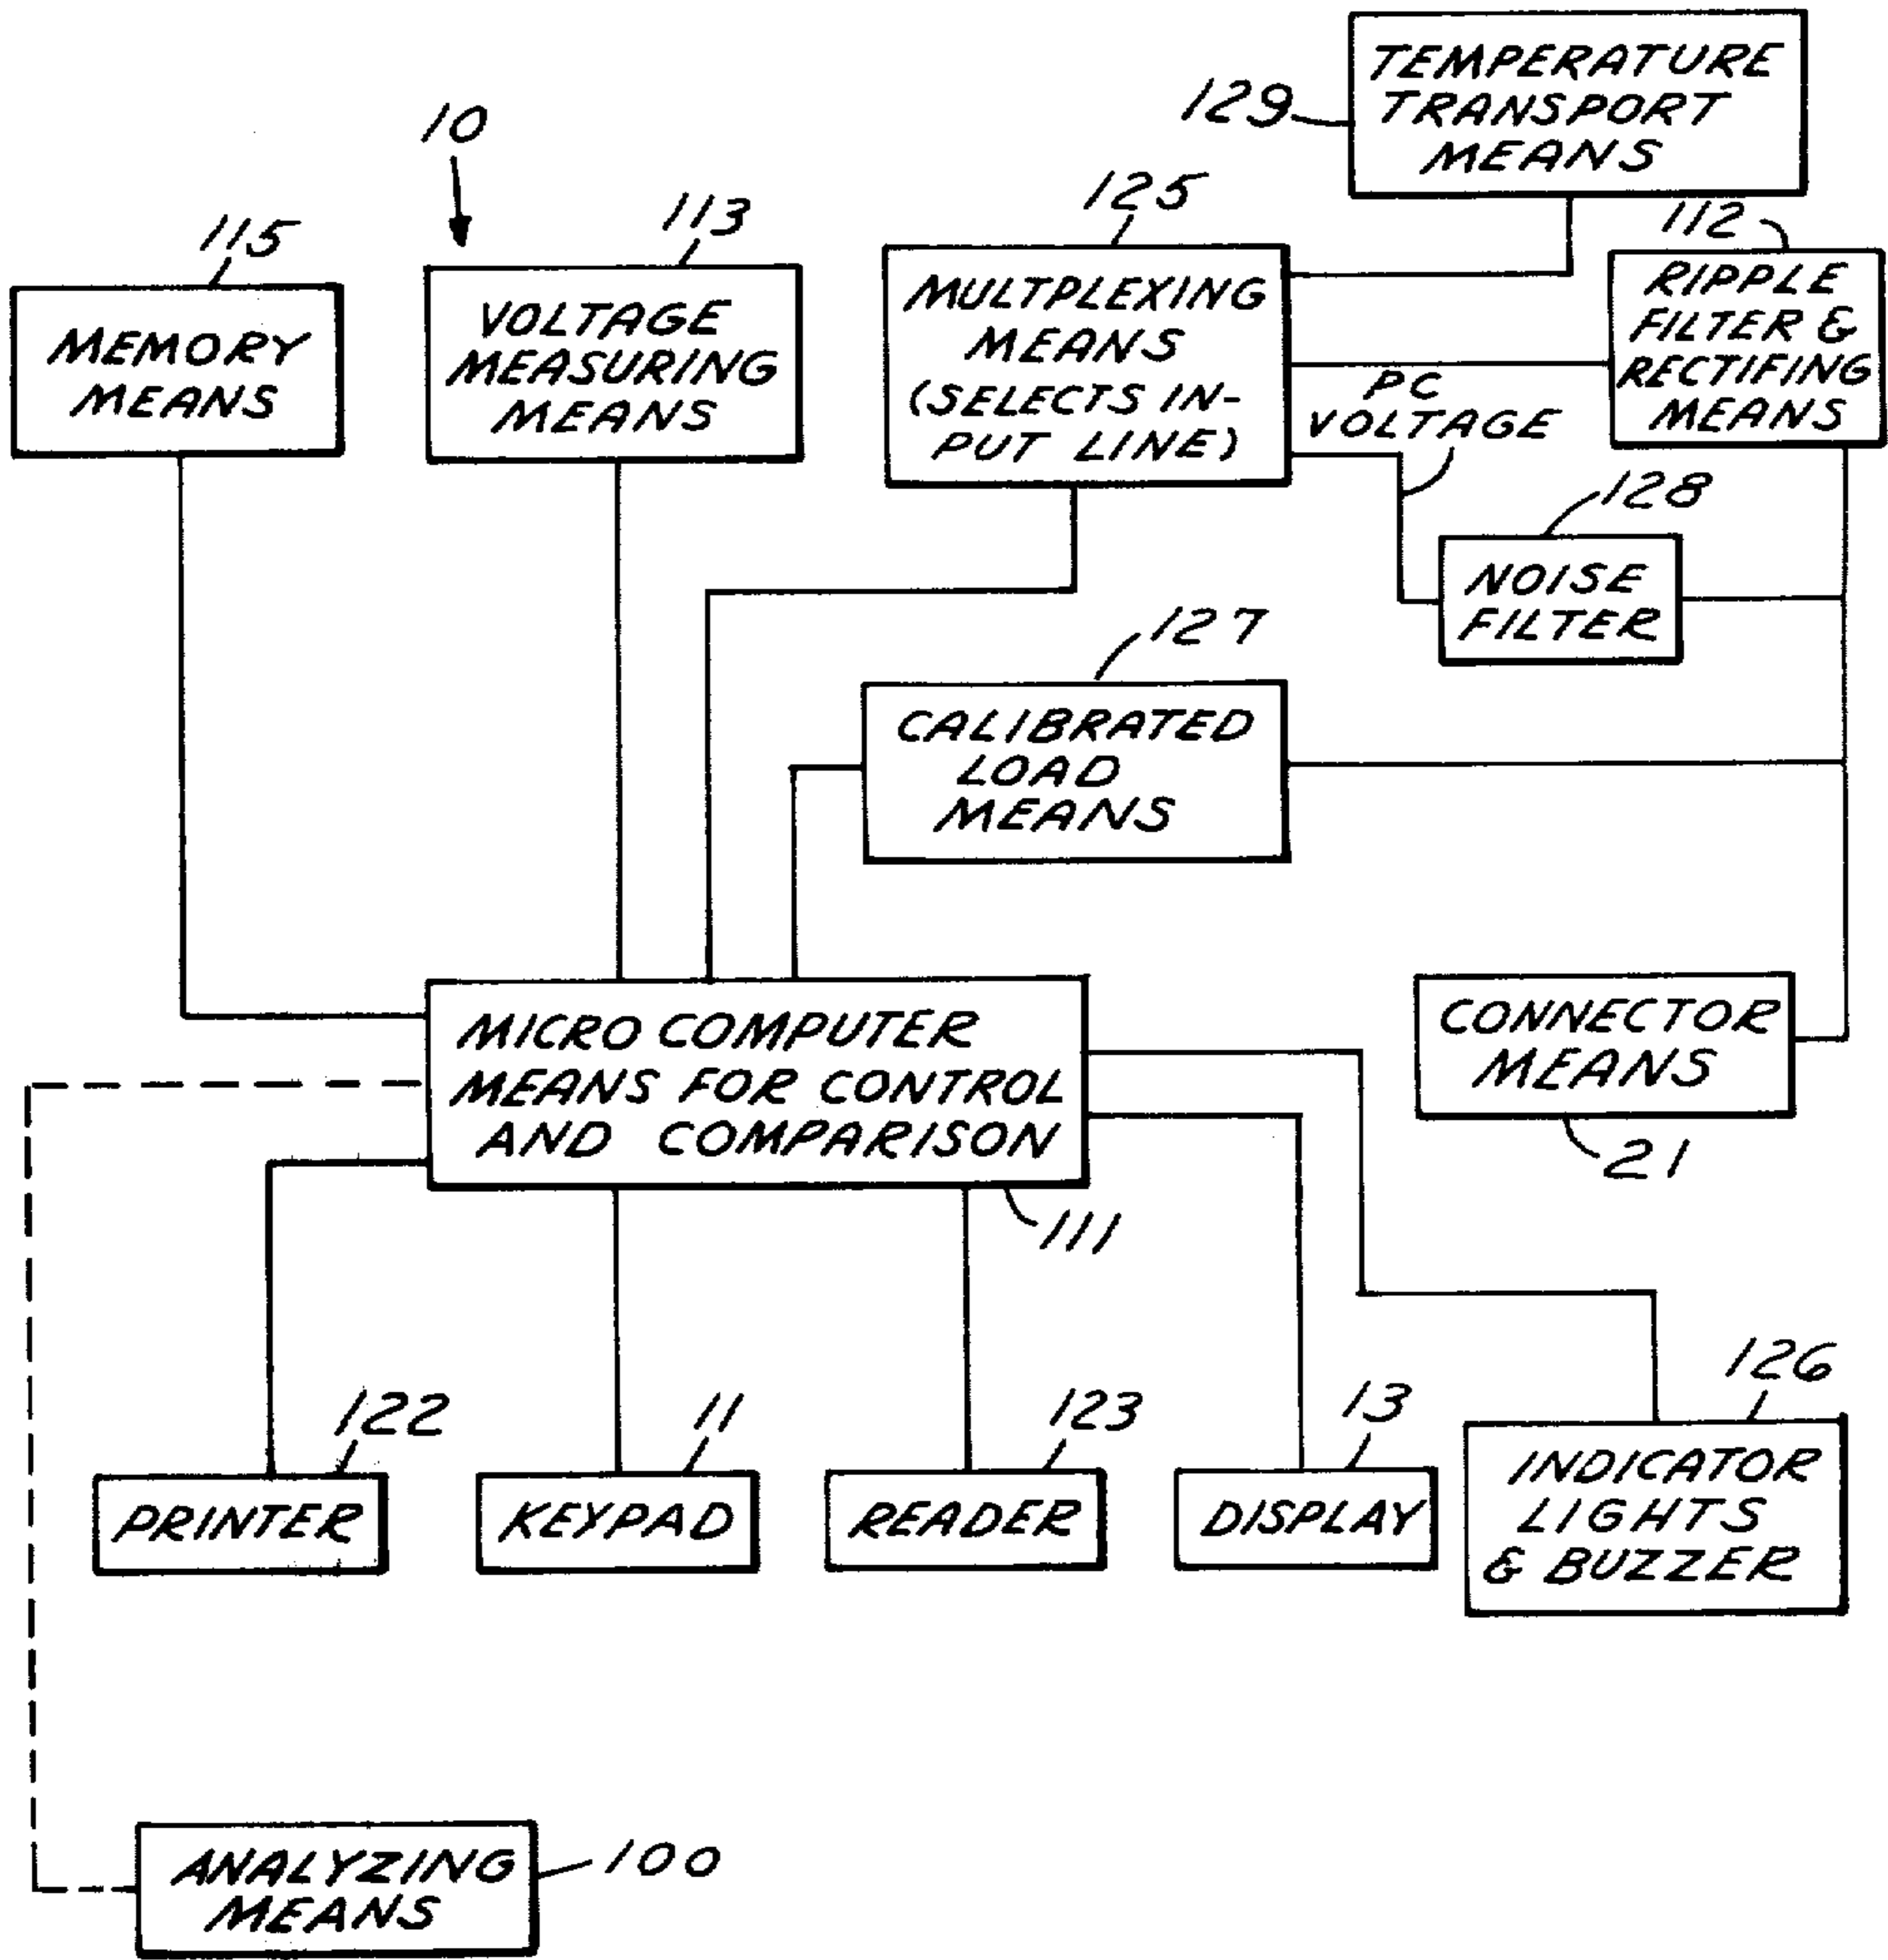 10
129
TEMPERATURE
TRANSPORT
MEANS
115
MEMORY
MEANS
113
VOLTAGE
MEASURING
MEANS
125
MULTPLEXING
MEANS
(SELECTS IN-
PUT LINE)
112
RIPPLE
FILTER &
RECTIFING
MEANS
PC
VOLTAGE
128
NOISE
FILTER
127
CALIBRATED
LOAD
MEANS
MICRO COMPUTER
MEANS FOR CONTROL
AND COMPARISON
111
CONNECTOR
MEANS
21
122
PRINTER
11
KEYPAD
123
READER
13
DISPLAY
126
INDICATOR
LIGHTS
& BUZZER
ANALYZING
MEANS
100